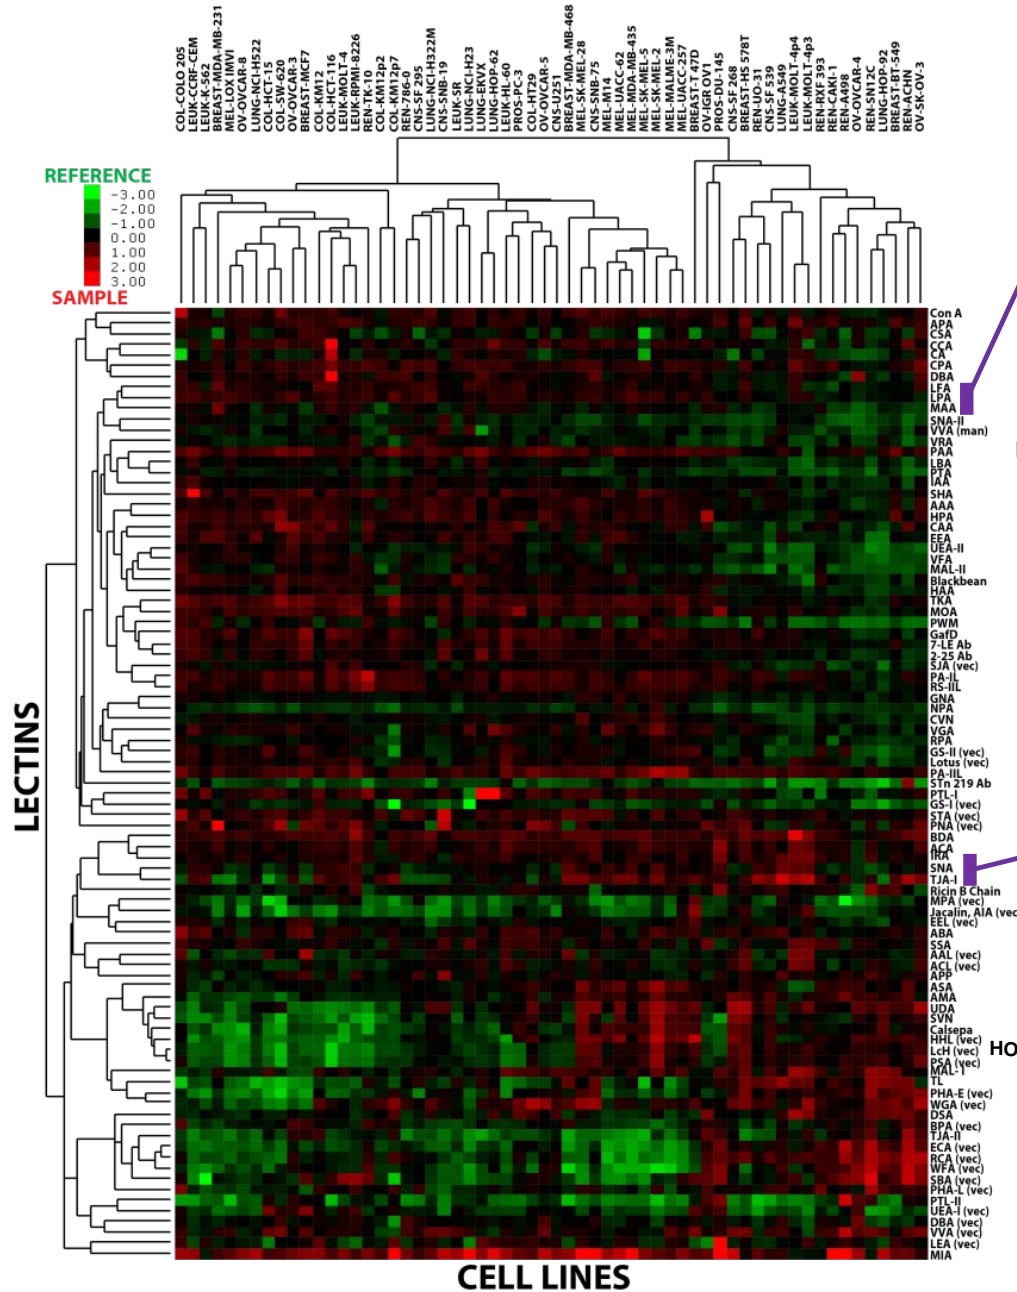 COL-COLO 205
LEUK-CCRF-CEM
LEUK-K-562
BREAST-MDA-MB-231
MEL-LOX IMVI
OV-OVCAR-8
LUNG-NCI-H522
COL-HCT-15
COL-SW-620
OV-OVCAR-3
BREAST-MCF7
COL-KM12
COL-HCT-116
LEUK-MOLT-4
LEUK-RPMI-8226
REN-TK-10
COL-KM12p2
COL-KM12p7
REN-786-0
CNS-SF 295
LUNG-NCI-H322M
CNS-SNB-19
LEUK-SR
LUNG-NCI-H23
LUNG-EKVX
LUNG-HOP-62
LEUK-HL-60
PROS-PC-3
COL-HT29
OV-OVCAR-5
CNS-U251
BREAST-MDA-MB-468
MEL-SK-MEL-28
CNS-SNB-75
MEL-M14
MEL-UACC-62
MEL-MDA-MB-435
MEL-SK-MEL-5
MEL-SK-MEL-2
MEL-MALME-3M
MEL-UACC-257
BREAST-T 47D
OV-IGR OV1
PROS-DU-145
CNS-SF 268
BREAST-HS 578T
REN-UO-31
CNS-SF 539
LUNG-A549
LEUK-MOLT-4p4
LEUK-MOLT-4p3
REN-RXF 393
REN-CAKI-1
REN-A498
OV-OVCAR-4
REN-SN12C
LUNG-HOP-92
BREAST-BT-549
REN-ACHN
OV-SK-OV-3
REFERENCE
-3.00
-2.00
-1.00
0.00
1.00
2.00
3.00
SAMPLE
LECTINS
Con A
APA
CSA
CCA
CA
CPA
DBA
LFA
LPA
MAA
SNA-II
VVA (man)
VRA
PAA
LBA
PTA
IAA
SHA
AAA
HPA
CAA
EEA
UEA-II
VFA
MAL-II
Blackbean
HAA
TKA
MOA
PWM
GafD
7-LE Ab
2-25 Ab
SJA (vec)
PA-IL
RS-IIL
GNA
NPA
CVN
VGA
RPA
GS-II (vec)
Lotus (vec)
PA-IIL
STn 219 Ab
PTL-I
GS-I (vec)
STA (vec)
PNA (vec)
BDA
ACA
IRA
SNA
TJA-I
Ricin B Chain
MPA (vec)
Jacalin, AIA (vec
EEL (vec)
ABA
SSA
AAL (vec)
ACL (vec)
APP
ASA
AMA
UDA
SVN
Calsepa
HHL (vec)
LcH (vec)
PSA (vec)
MAL- I
TL
PHA-E (vec)
WGA (vec)
DSA
BPA (vec)
TJA-II
ECA (vec)
RCA (vec)
WFA (vec)
SBA (vec)
PHA-L (vec)
PTL-II
UEA-I (vec)
DBA (vec)
VVA (vec)
LEA (vec)
MIA
HO
CELL LINES